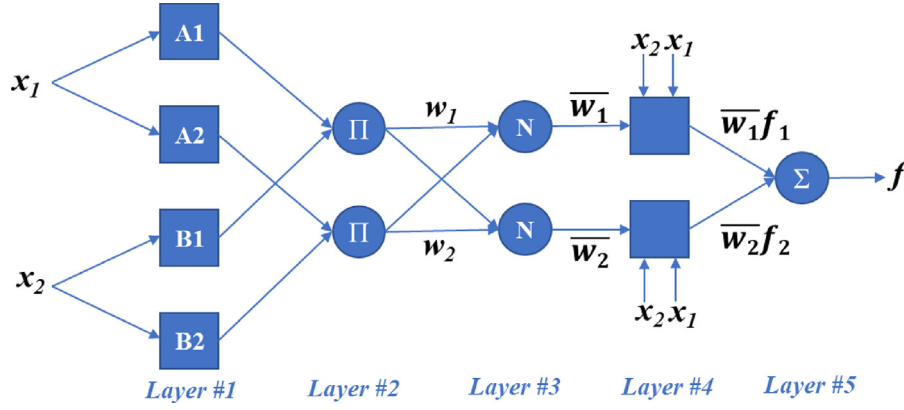 A1
x₂ x₁
x₁
w₁
w̅₁
w̅₁f₁
A2
Π
N
Σ
f
B1
Π
N
x₂
w₂
w̅₂
w̅₂f₂
x₂ x₁
B2
Layer #1
Layer #2
Layer #3
Layer #4
Layer #5